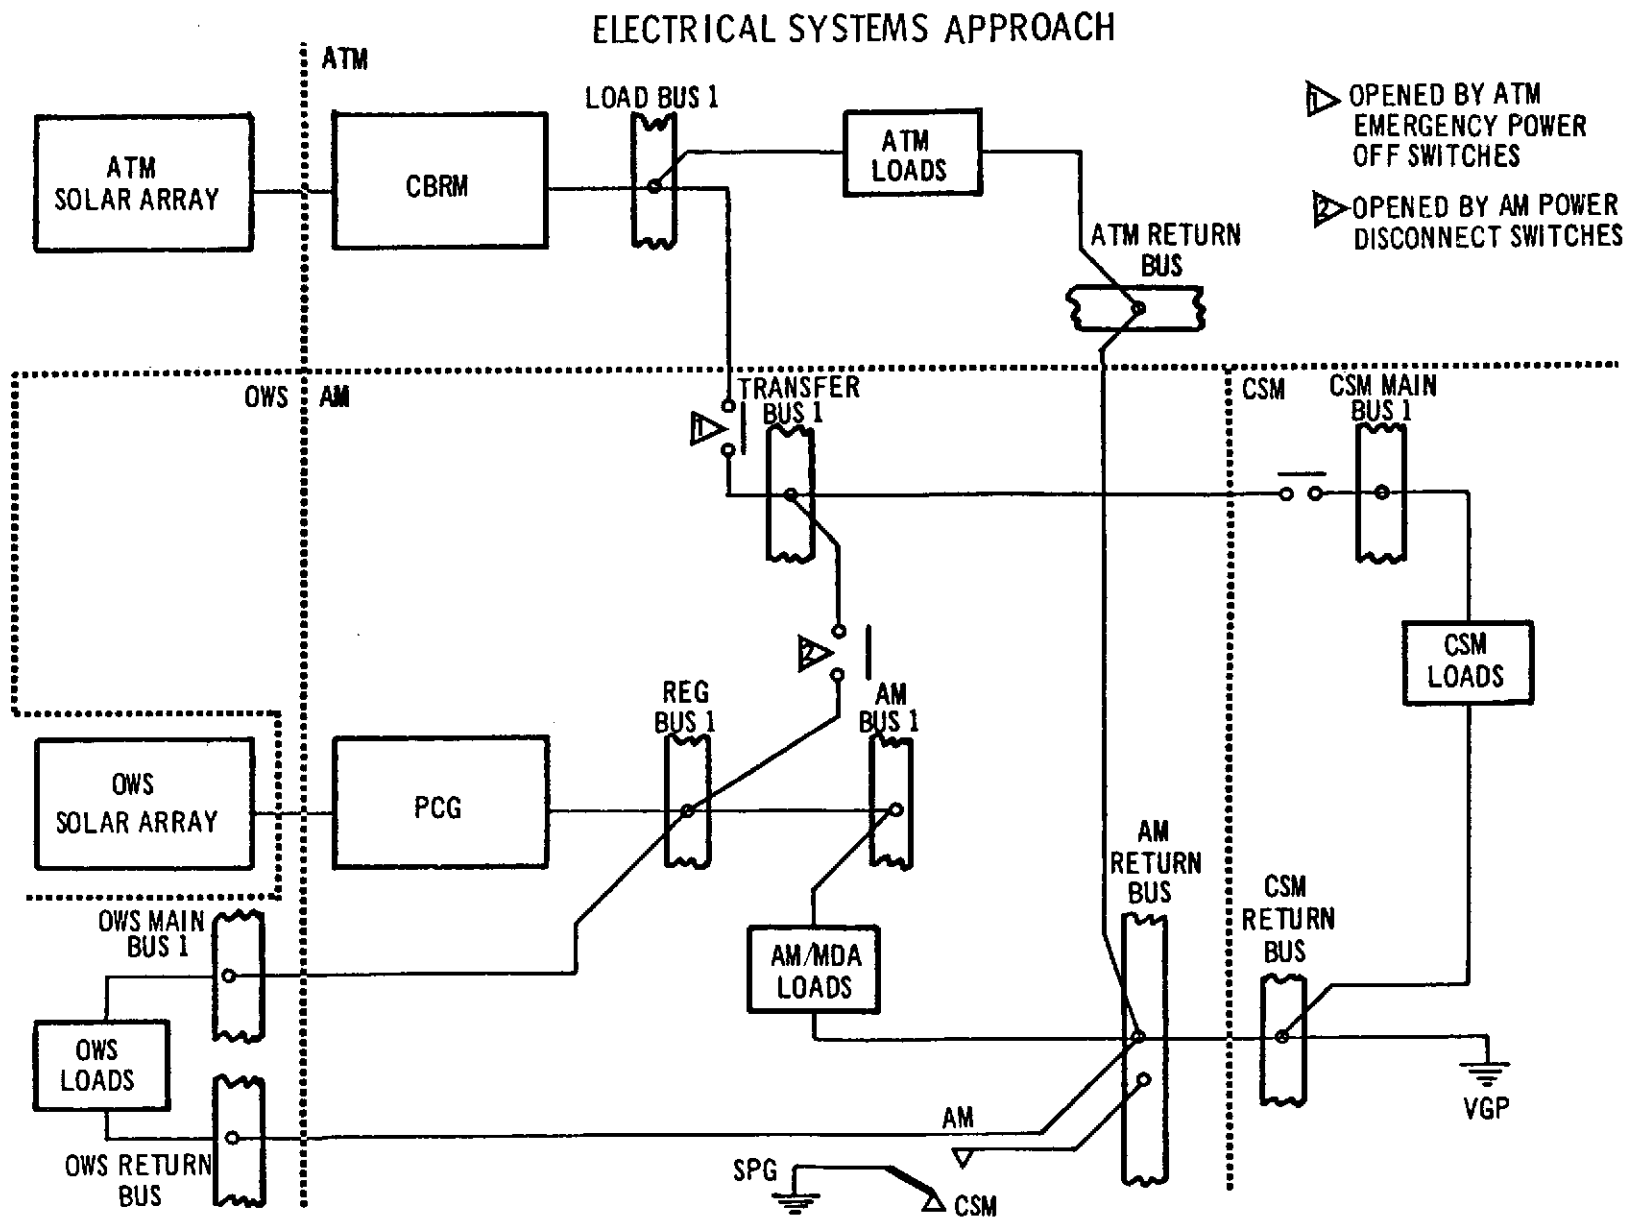 ELECTRICAL SYSTEMS APPROACH
ATM
LOAD BUS 1
1 OPENED BY ATM
EMERGENCY POWER
OFF SWITCHES
ATM
SOLAR ARRAY
CBRM
ATM
LOADS
2 OPENED BY AM POWER
DISCONNECT SWITCHES
ATM RETURN
BUS
OWS
AM
TRANSFER
BUS 1
1
CSM
CSM MAIN
BUS 1
2
CSM
LOADS
REG
BUS 1
AM
BUS 1
OWS
SOLAR ARRAY
PCG
AM
RETURN
BUS
CSM
RETURN
BUS
OWS MAIN
BUS 1
AM/MDA
LOADS
OWS
LOADS
VGP
AM
OWS RETURN
BUS
SPG
CSM